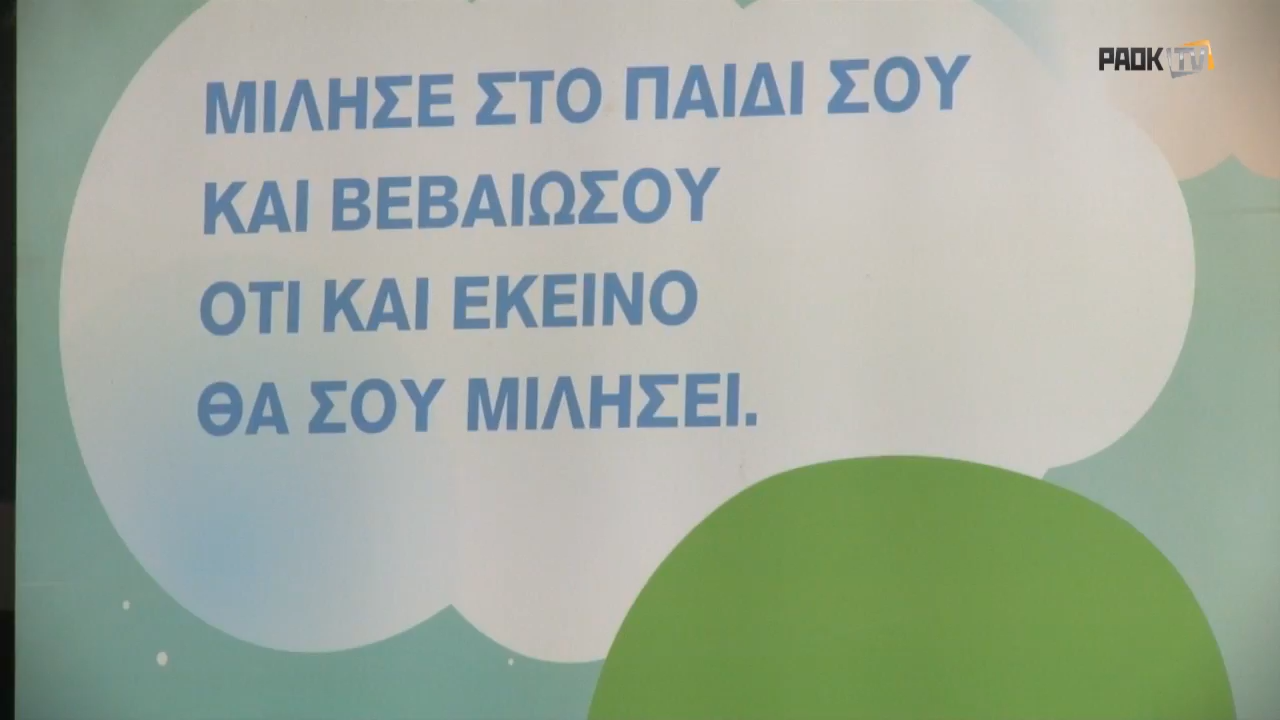 PAOK TV
ΜΙΛΗΣΕ ΣΤΟ ΠΑΙΔΙ ΣΟΥ
ΚΑΙ ΒΕΒΑΙΩΣΟΥ
ΟΤΙ ΚΑΙ ΕΚΕΙΝΟ
ΘΑ ΣΟΥ ΜΙΛΗΣΕΙ.